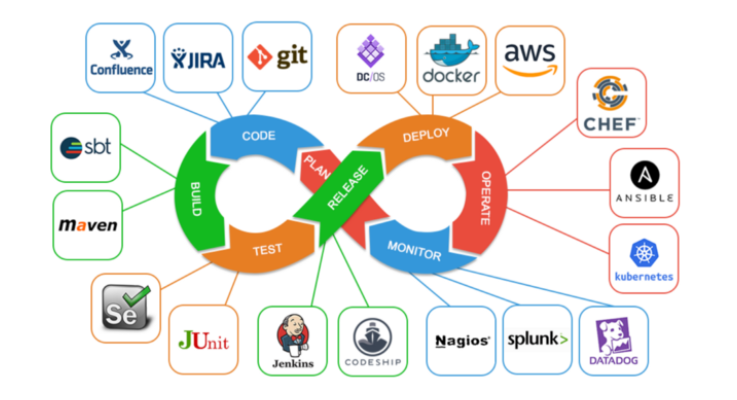 Confluence
JIRA
git
DC/OS
docker
aws
CHEF
CODE
DEPLOY
sbt
PLAN
RELEASE
BUILD
OPERATE
ANSIBLE
maven
TEST
MONITOR
kubernetes
Se
JUnit
Jenkins
CODESHIP
Nagios®
splunk>
DATADOG